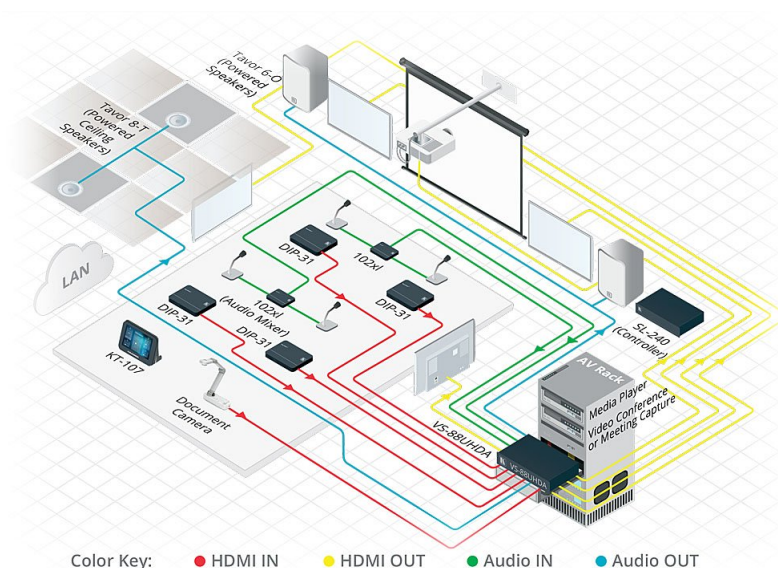 Tavor 6-O
(Powered
Speakers)
Tavor 8-T
(Powered
Ceiling
Speakers)
LAN
DIP-31
102xl
DIP-31
102xl
(Audio Mixer)
DIP-31
DIP-31
KT-107
Document
Camera
SL-240
(Controller)
AV Rack
Media Player
Video Conference
or Meeting Capture
VS-88UHDA
VS-88UHDA
Color Key:
HDMI IN
HDMI OUT
Audio IN
Audio OUT